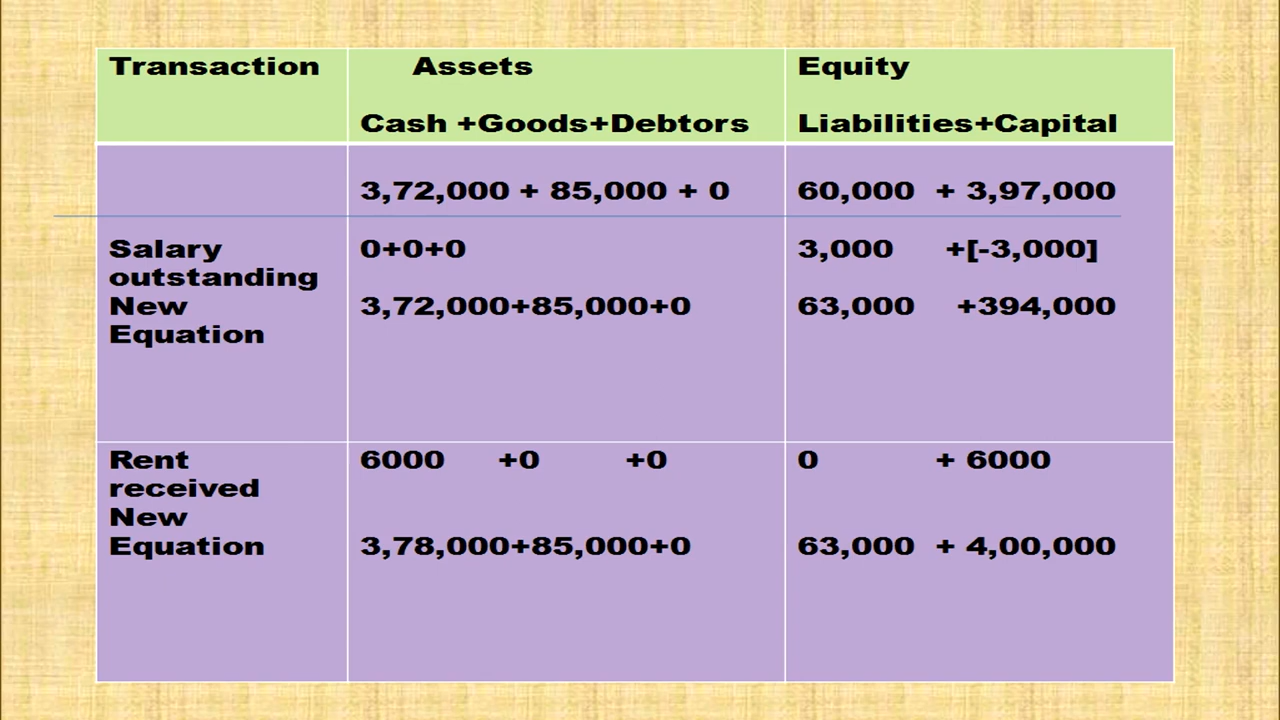 Transaction
Assets
Cash +Goods+Debtors
Equity
Liabilities+Capital
3,72,000 + 85,000 + 0
60,000 + 3,97,000
Salary
outstanding
New
Equation
0+0+0
3,72,000+85,000+0
3,000 +[-3,000]
63,000 +394,000
Rent
received
New
Equation
6000 +0 +0
3,78,000+85,000+0
0 + 6000
63,000 + 4,00,000